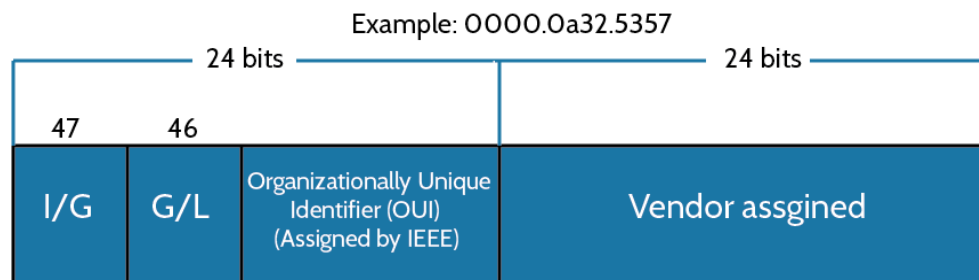 Example: 0000.0a32.5357
24 bits 24 bits
47 46
I/G G/L Organizationally Unique
Identifier (OUI)
(Assigned by IEEE) Vendor assgined